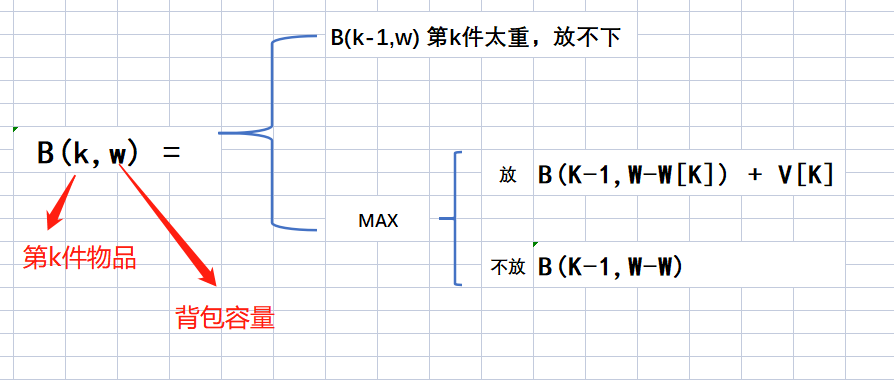 B(k-1,w) 第k件太重，放不下
B(k,w) =
放 B(K-1,W-W[K]) + V[K]
MAX
不放 B(K-1,W-W)
第k件物品
背包容量